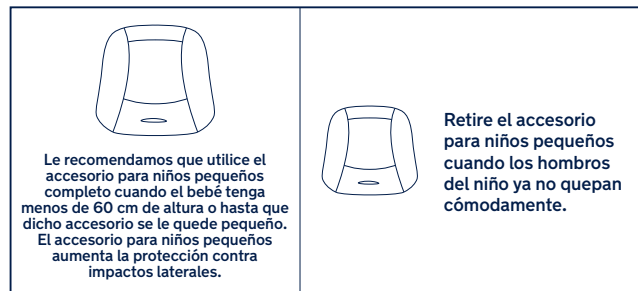 Le recomendamos que utilice el
accesorio para niños pequeños
completo cuando el bebé tenga
menos de 60 cm de altura o hasta que
dicho accesorio se le quede pequeño.
El accesorio para niños pequeños
aumenta la protección contra
impactos laterales.
Retire el accesorio
para niños pequeños
cuando los hombros
del niño ya no quepan
cómodamente.